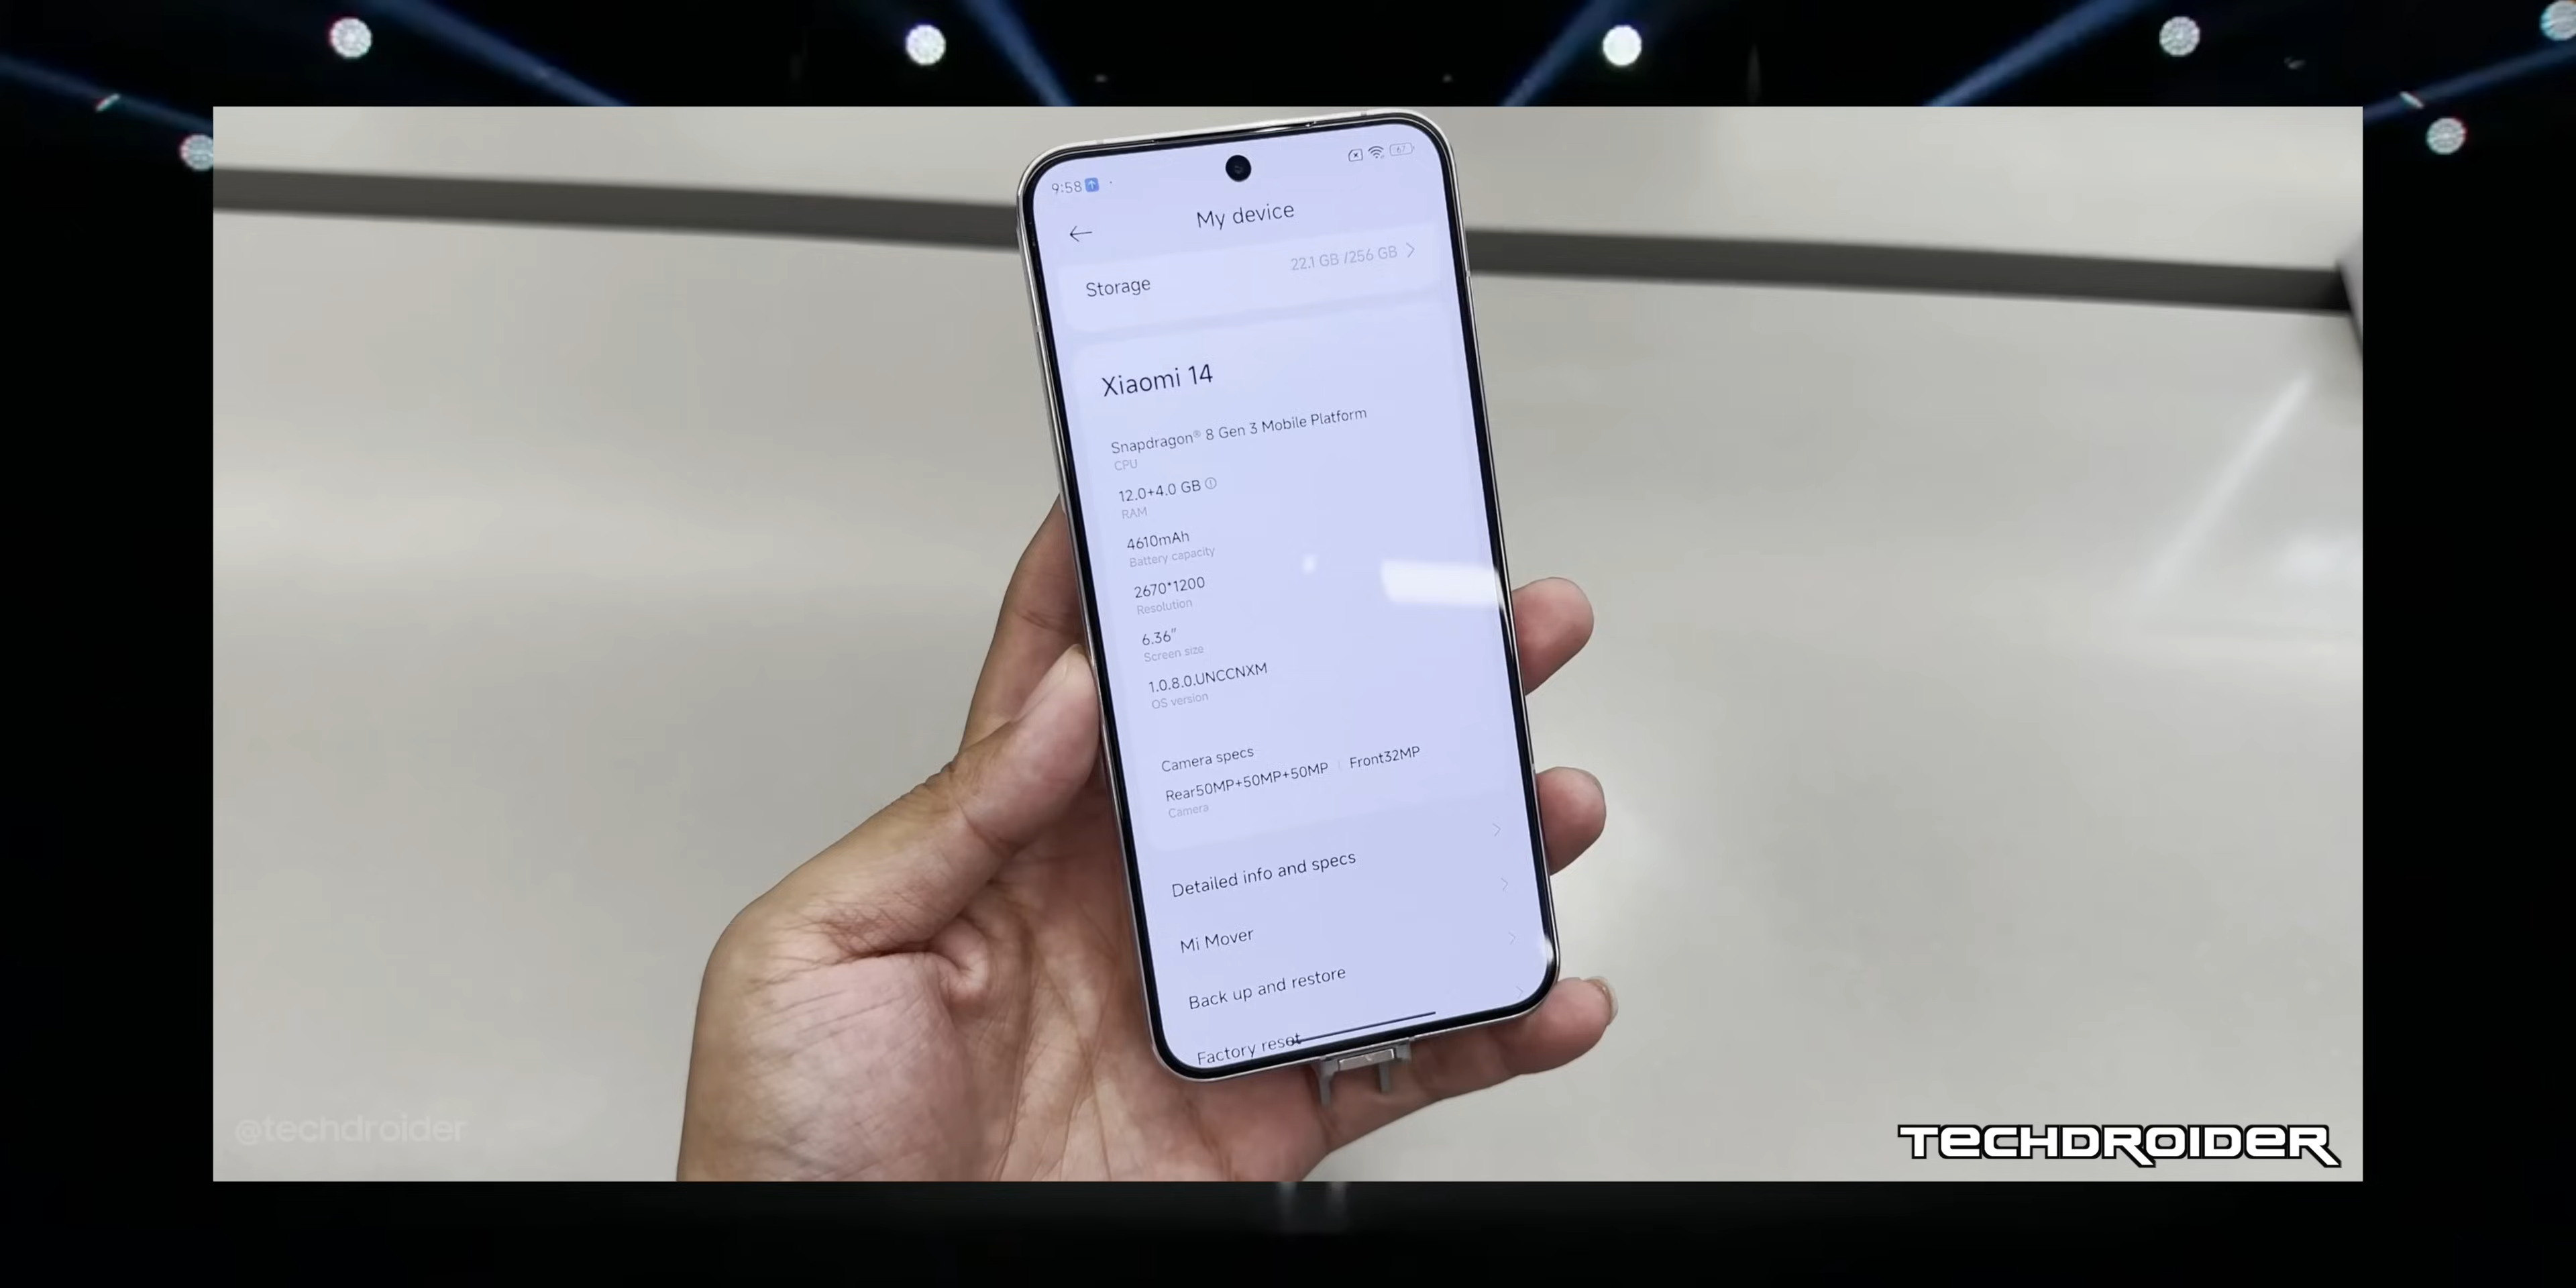 9:58
67
My device
Storage 22.1 GB /256 GB
Xiaomi 14
Snapdragon® 8 Gen 3 Mobile Platform
CPU
12.0+4.0 GB
RAM
4610mAh
Battery capacity
2670*1200
Resolution
6.36"
Screen size
1.0.8.0.UNCCNXM
OS version
Camera specs
Rear50MP+50MP+50MP | Front32MP
Camera
Detailed info and specs
Mi Mover
Back up and restore
Factory reset
@techdroider
TECHDROIDER